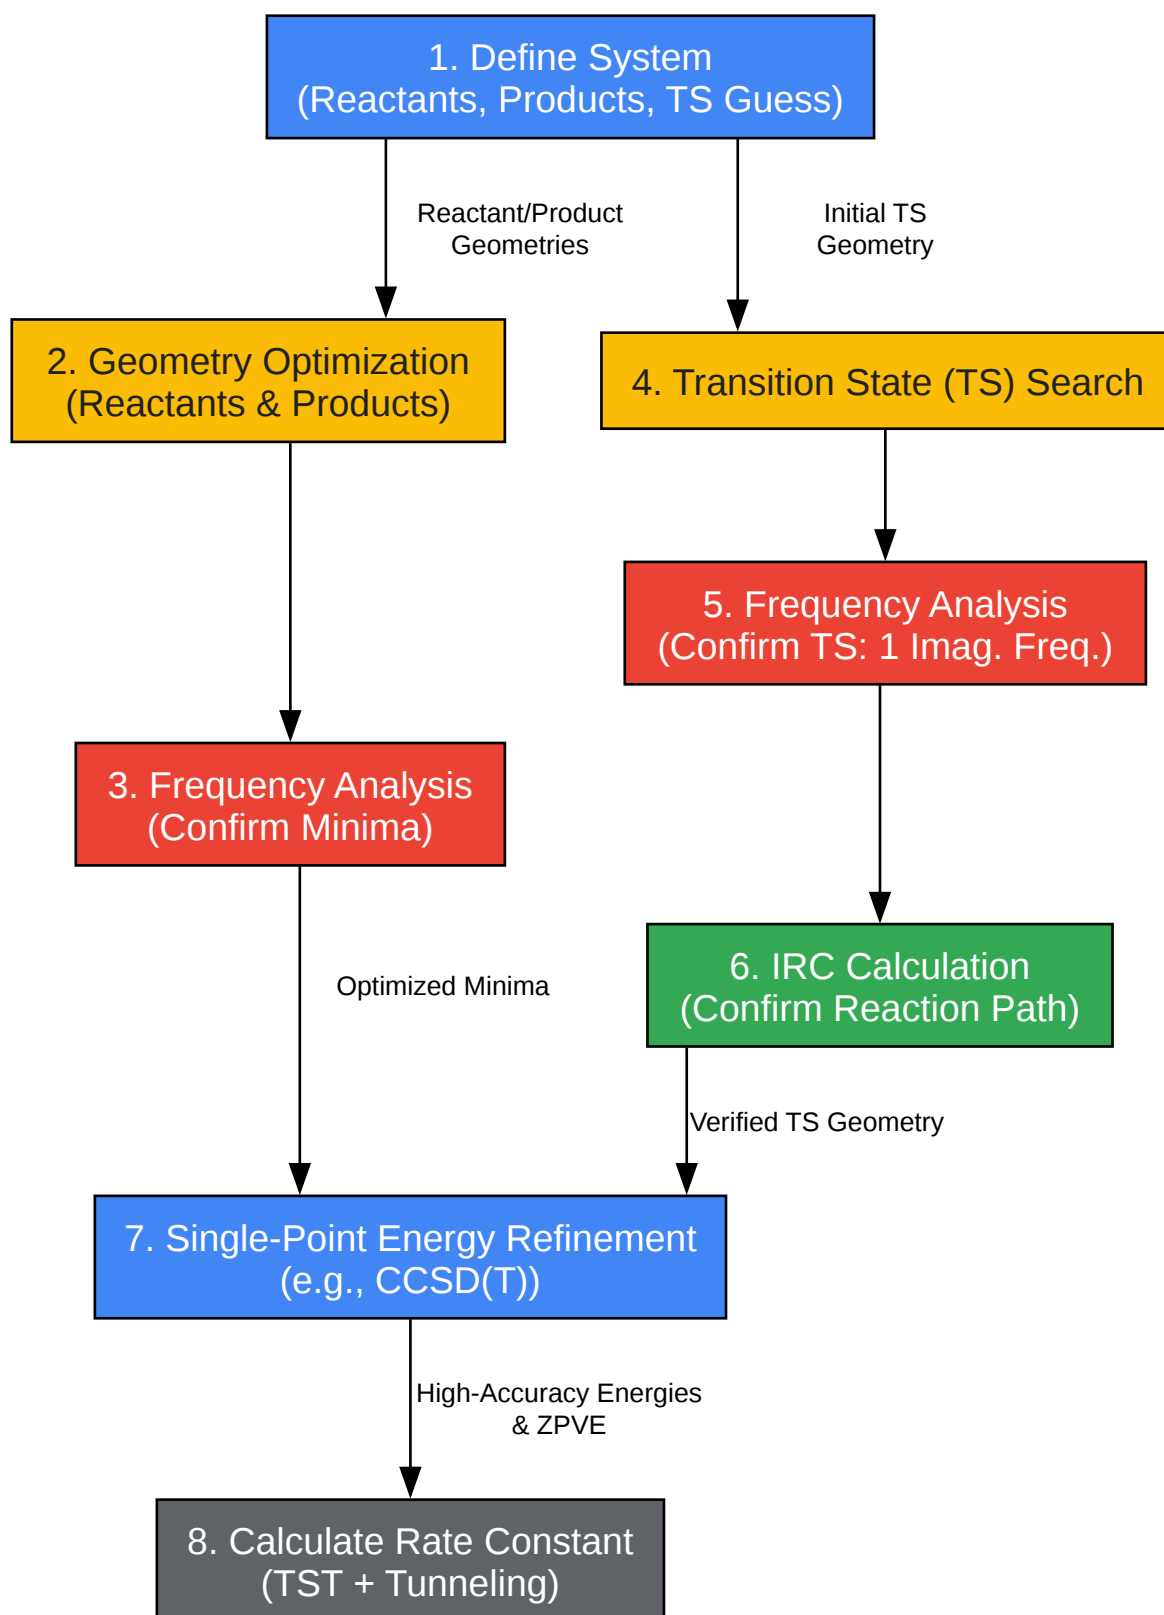 1. Define System
(Reactants, Products, TS Guess)
Reactant/Product
Geometries
Initial TS
Geometry
2. Geometry Optimization
(Reactants & Products)
4. Transition State (TS) Search
5. Frequency Analysis
(Confirm TS: 1 Imag. Freq.)
3. Frequency Analysis
(Confirm Minima)
6. IRC Calculation
(Confirm Reaction Path)
Optimized Minima
Verified TS Geometry
7. Single-Point Energy Refinement
(e.g., CCSD(T))
High-Accuracy Energies
& ZPVE
8. Calculate Rate Constant
(TST + Tunneling)